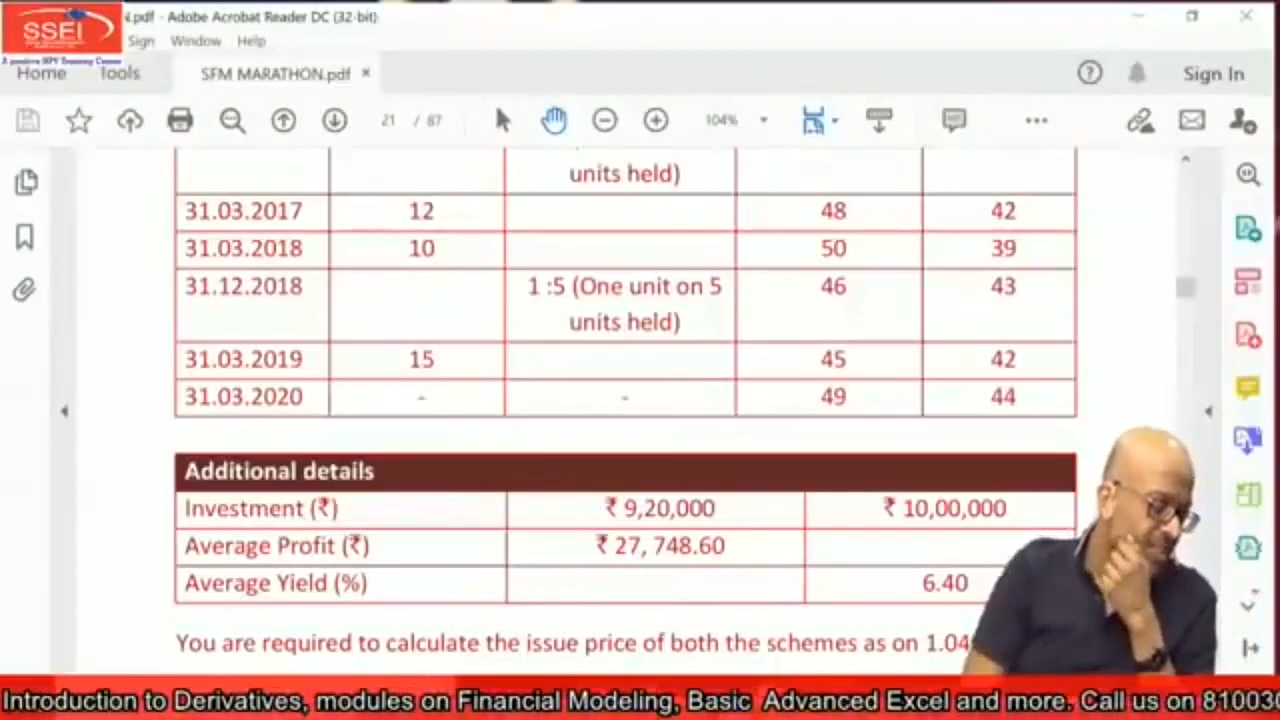 SSEI
A positive NPV Training Center
.pdf - Adobe Acrobat Reader DC (32-bit)
Sign Window Help
Home Tools SFM MARATHON.pdf × Sign In
21 / 87 104%
units held)
31.03.2017 12 48 42
31.03.2018 10 50 39
31.12.2018 1 :5 (One unit on 5 46 43
units held)
31.03.2019 15 45 42
31.03.2020 - - 49 44
Additional details
Investment (₹) ₹ 9,20,000 ₹ 10,00,000
Average Profit (₹) ₹ 27, 748.60
Average Yield (%) 6.40
You are required to calculate the issue price of both the schemes as on 1.04
Introduction to Derivatives, modules on Financial Modeling, Basic Advanced Excel and more. Call us on 81003